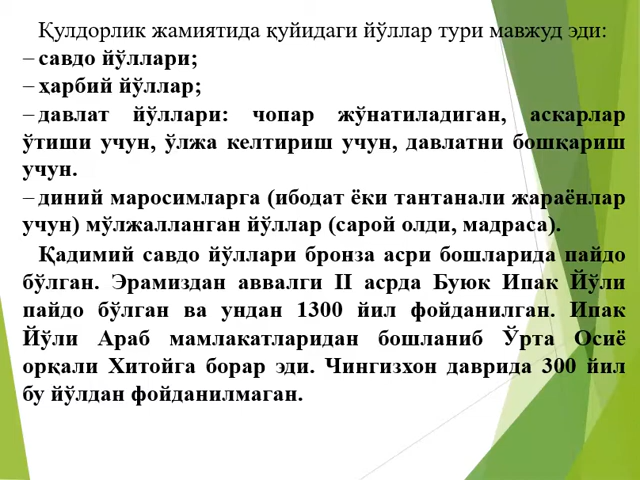 Қулдорлик жамиятида қуйидаги йўллар тури мавжуд эди:
– савдо йўллари;
– ҳарбий йўллар;
– давлат йўллари: чопар жўнатиладиган, аскарлар
ўтиши учун, ўлжа келтириш учун, давлатни бошқариш
учун.
– диний маросимларга (ибодат ёки тантанали жараёнлар
учун) мўлжалланган йўллар (сарой олди, мадраса).
Қадимий савдо йўллари бронза асри бошларида пайдо
бўлган. Эрамиздан аввалги II асрда Буюк Ипак Йўли
пайдо бўлган ва ундан 1300 йил фойданилган. Ипак
Йўли Араб мамлакатларидан бошланиб Ўрта Осиё
орқали Хитойга борар эди. Чингизхон даврида 300 йил
бу йўлдан фойданилмаган.